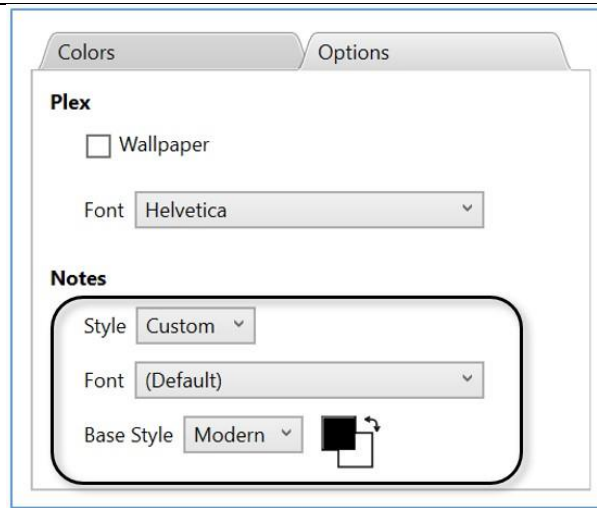 Colors Options
Plex
Wallpaper
Font Helvetica
Notes
Style Custom
Font (Default)
Base Style Modern